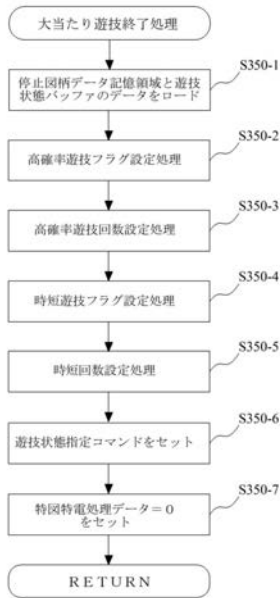 大当たり遊技終了処理
S350-1
停止図柄データ記憶領域と遊技
状態バッファのデータをロード
S350-2
高確率遊技フラグ設定処理
S350-3
高確率遊技回数設定処理
S350-4
時短遊技フラグ設定処理
S350-5
時短回数設定処理
S350-6
遊技状態指定コマンドをセット
S350-7
特図特電処理データ=0
をセット
RETURN